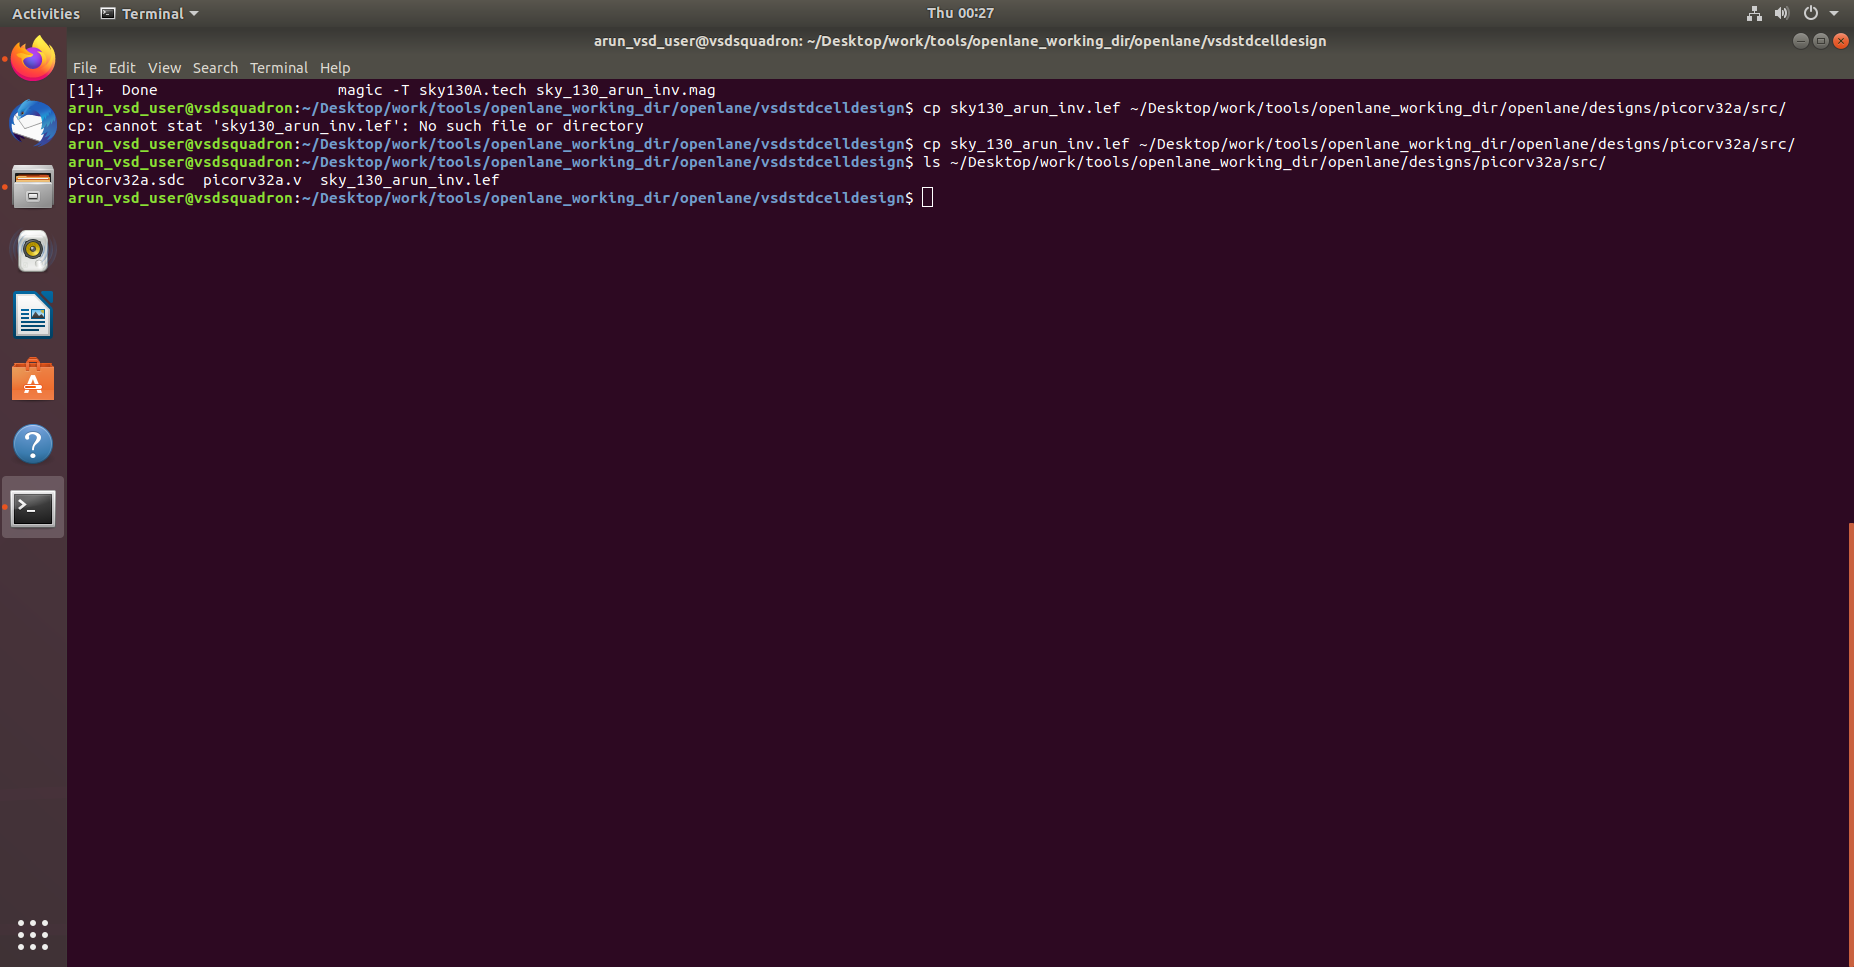 Activities Terminal Thu 00:27
arun_vsd_user@vsdsquadron: ~/Desktop/work/tools/openlane_working_dir/openlane/vsdstdcelldesign
File Edit View Search Terminal Help
[1]+  Done                    magic -T sky130A.tech sky_130_arun_inv.mag
arun_vsd_user@vsdsquadron:~/Desktop/work/tools/openlane_working_dir/openlane/vsdstdcelldesign$ cp sky130_arun_inv.lef ~/Desktop/work/tools/openlane_working_dir/openlane/designs/picorv32a/src/
cp: cannot stat 'sky130_arun_inv.lef': No such file or directory
arun_vsd_user@vsdsquadron:~/Desktop/work/tools/openlane_working_dir/openlane/vsdstdcelldesign$ cp sky_130_arun_inv.lef ~/Desktop/work/tools/openlane_working_dir/openlane/designs/picorv32a/src/
arun_vsd_user@vsdsquadron:~/Desktop/work/tools/openlane_working_dir/openlane/vsdstdcelldesign$ ls ~/Desktop/work/tools/openlane_working_dir/openlane/designs/picorv32a/src/
picorv32a.sdc  picorv32a.v  sky_130_arun_inv.lef
arun_vsd_user@vsdsquadron:~/Desktop/work/tools/openlane_working_dir/openlane/vsdstdcelldesign$